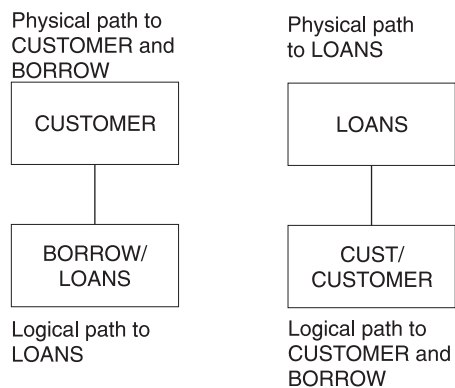 Physical path to
CUSTOMER and
BORROW
CUSTOMER
BORROW/
LOANS
Logical path to
LOANS
Physical path
to LOANS
LOANS
CUST/
CUSTOMER
Logical path to
CUSTOMER and
BORROW